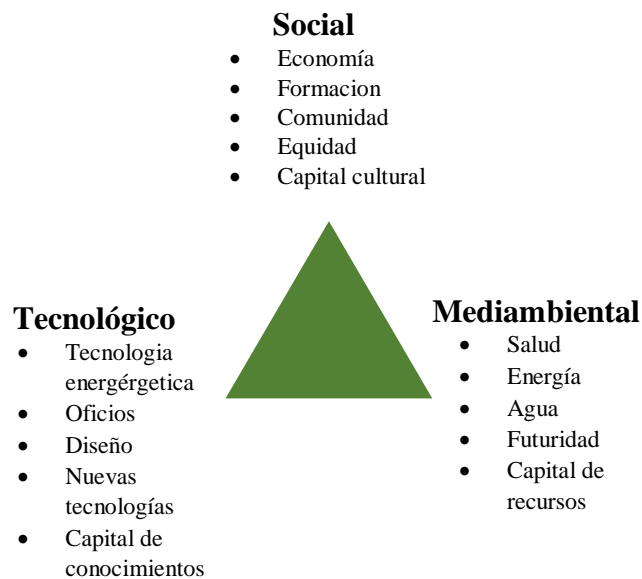 Social
• Economía
• Formacion
• Comunidad
• Equidad
• Capital cultural
Tecnológico
• Tecnologia
energérgetica
• Oficios
• Diseño
• Nuevas
tecnologías
• Capital de
conocimientos
Mediambiental
• Salud
• Energía
• Agua
• Futuridad
• Capital de
recursos